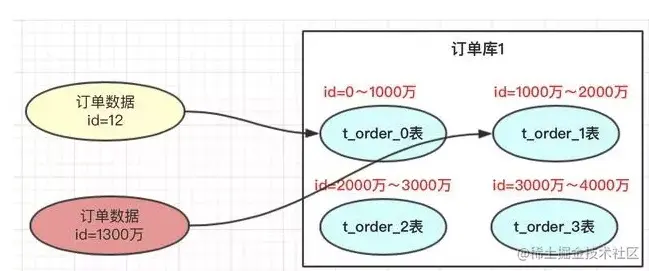 订单库1
id=0～1000万
id=1000万～2000万
订单数据
id=12
t_order_0表
t_order_1表
id=2000万～3000万
id=3000万～4000万
订单数据
id=1300万
t_order_2表
t_order_3表
@稀土掘金技术社区